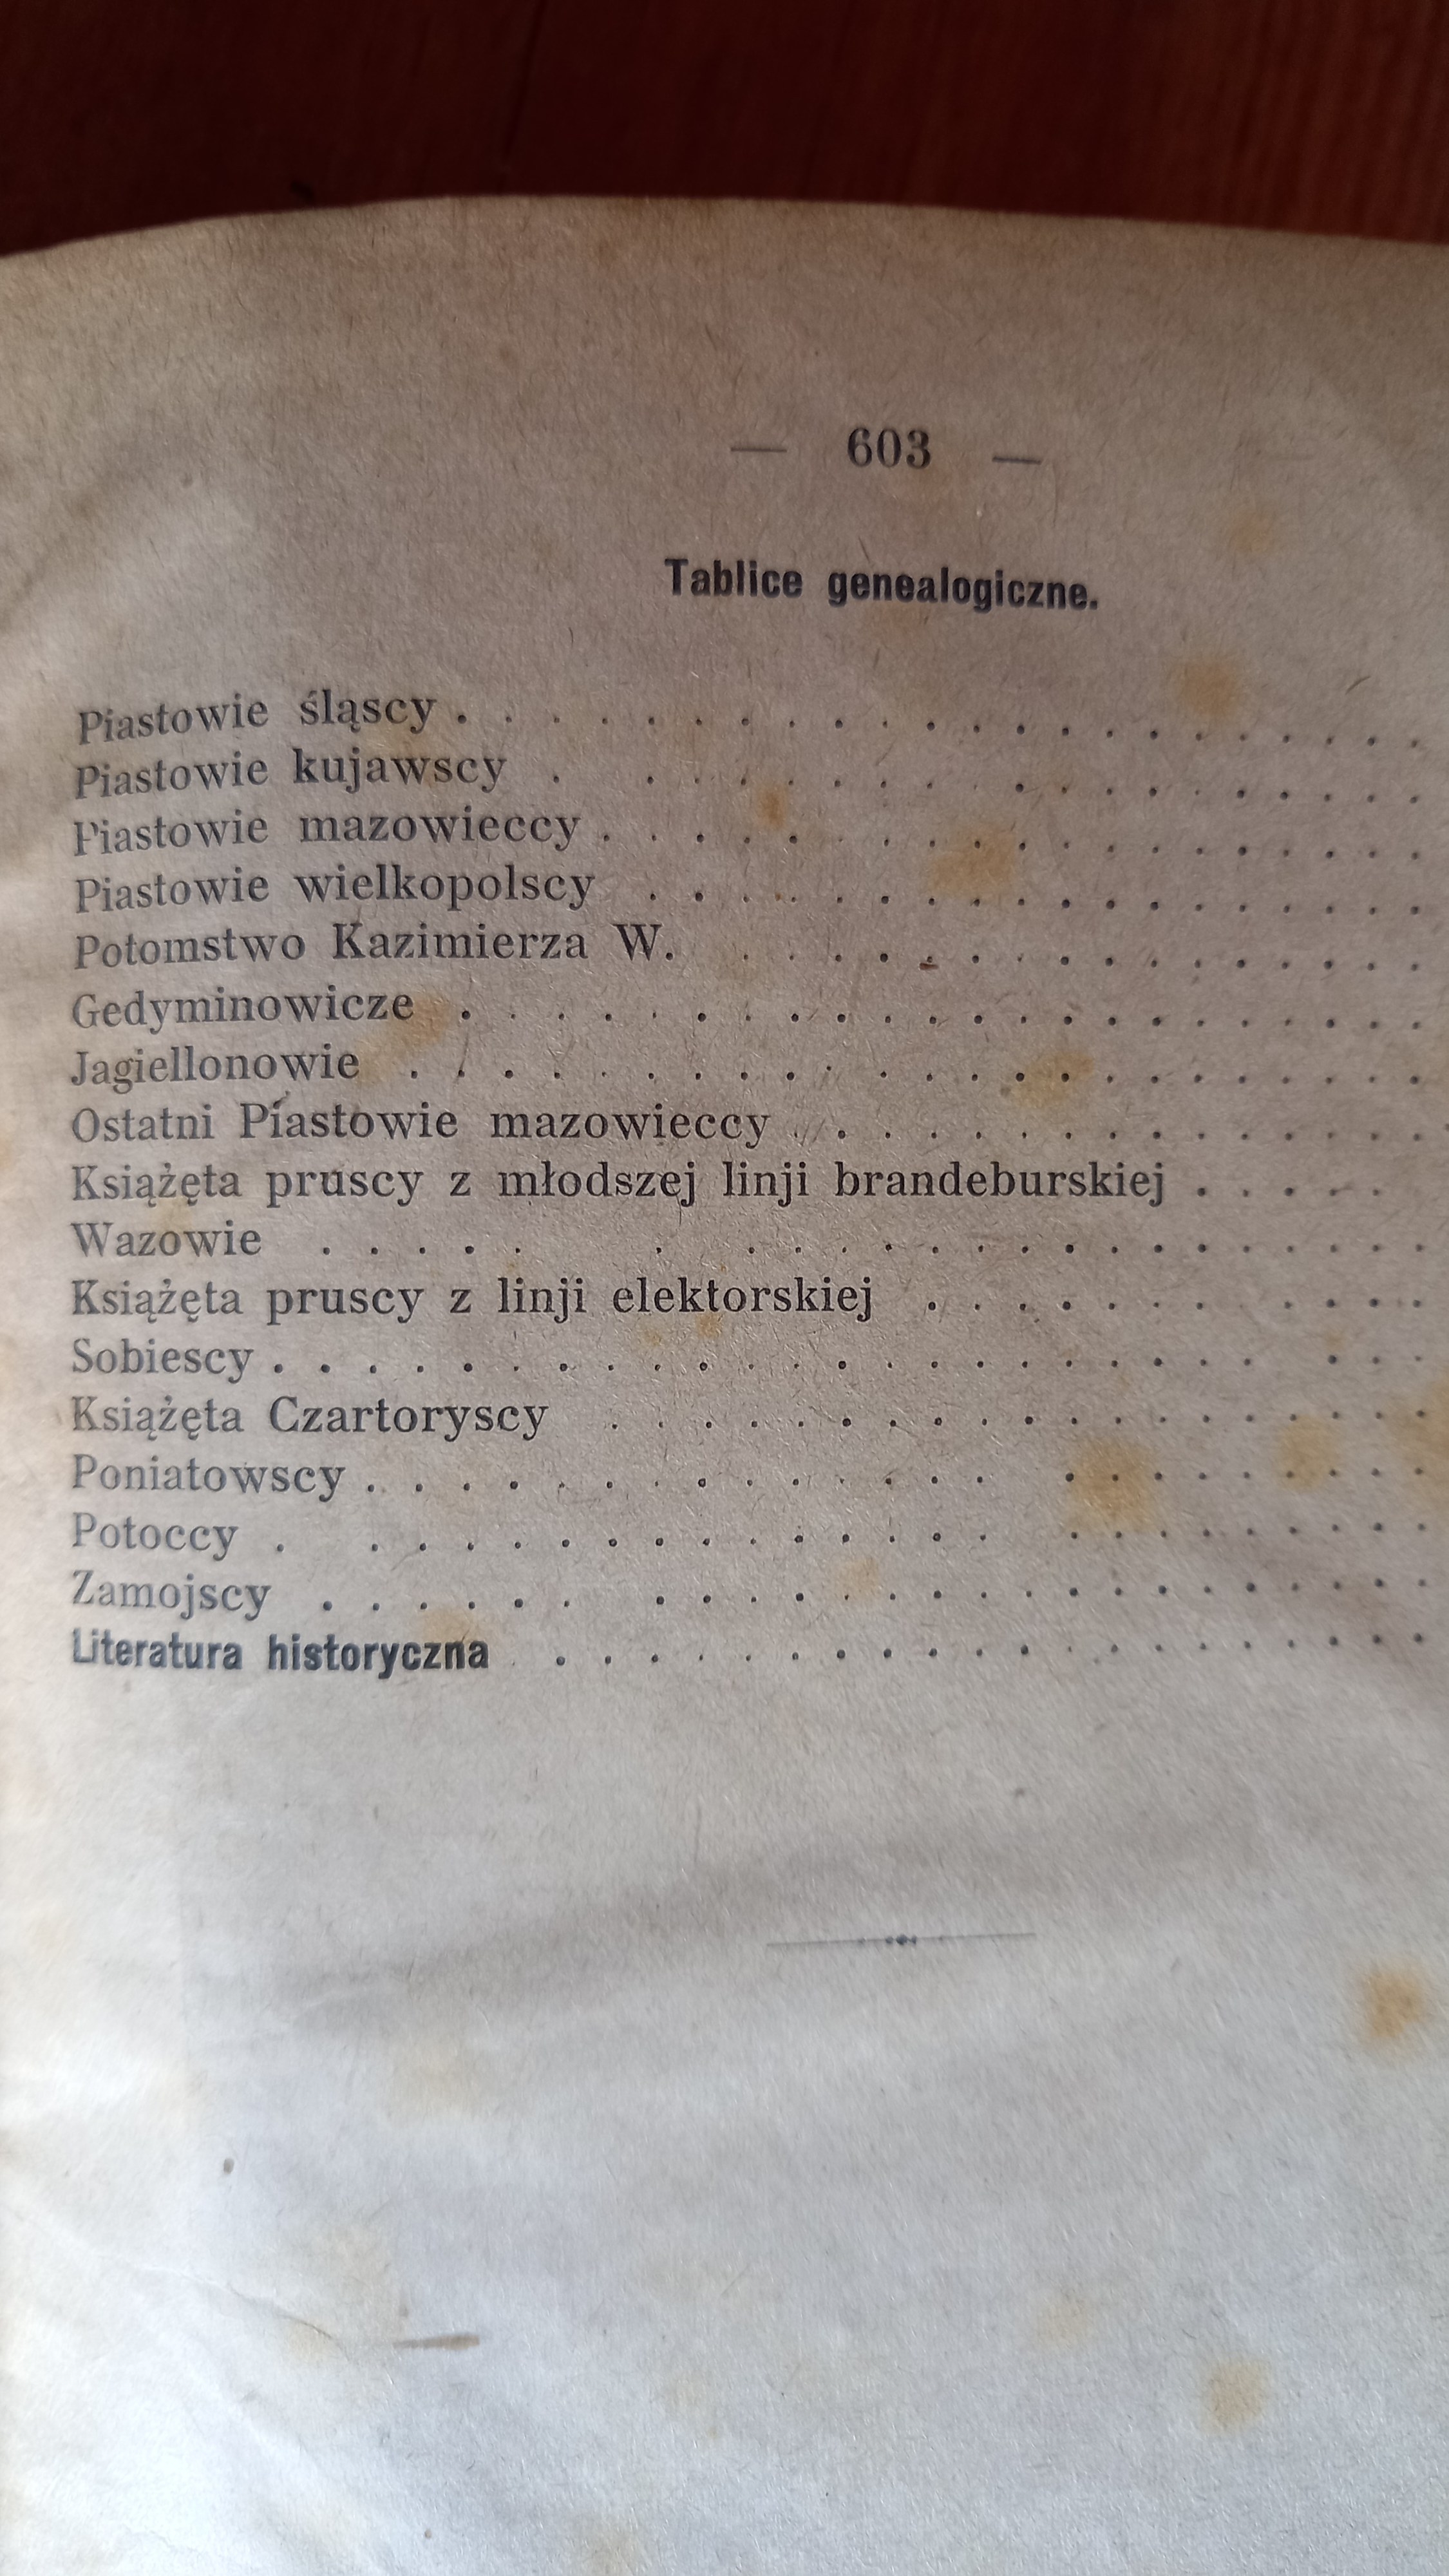 — 603 —
Tablice genealogiczne.
Piastowie śląscy . . . . . . . . . . . . . . . . . . . .
Piastowie kujawscy . . . . . . . . . . . . . . . . . .
Piastowie mazowieccy . . . . . . . . . . . . . . . . . .
Piastowie wielkopolscy . . . . . . . . . . . . . . . . .
Potomstwo Kazimierza W. . . . . . . . . . . . . . . . .
Gedyminowicze . . . . . . . . . . . . . . . . . . . . .
Jagiellonowie . . . . . . . . . . . . . . . . . . . . . .
Ostatni Piastowie mazowieccy . . . . . . . . . . . . . .
Książęta pruscy z młodszej linji brandeburskiej . . . . .
Wazowie . . . . . . . . . . . . . . . . . . . . .
Książęta pruscy z linji elektorskiej . . . . . . . . . .
Sobiescy . . . . . . . . . . . . . . . . . . . . . . . .
Książęta Czartoryscy . . . . . . . . . . . . . . . . . .
Poniatowscy . . . . . . . . . . . . . . . . . . . . . .
Potoccy . . . . . . . . . . . . . . . . . . . . . . .
Zamojscy . . . . . . . . . . . . . . . . . . . . . . .
Literatura historyczna . . . . . . . . . . . . . . . . . . .